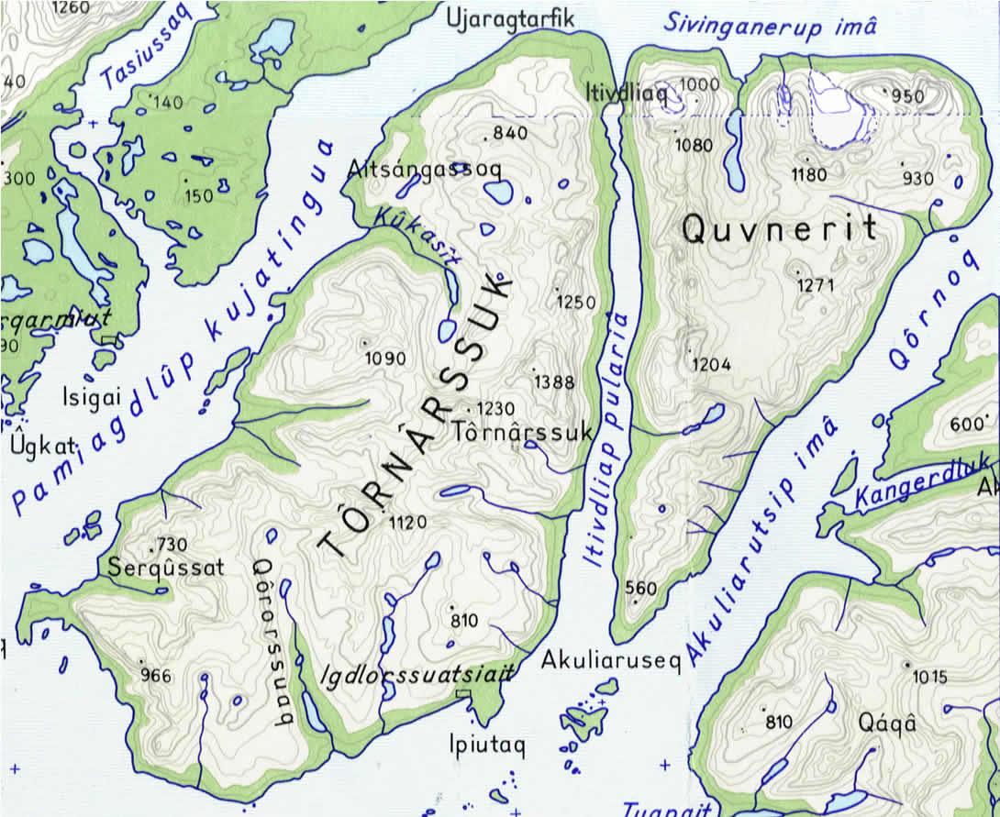 1260
Ujaragtarfik
Sivinganerup imâ
Tasiussaq
40
140
Itivdliaq
1000
950
840
1080
300
Aitsángassoq
1180
930
150
Kûkasît
Quvnerit
1271
1250
90
1090
1204
1388
TÔRNÂRSSUK
Pamiagdlûp kujatingua
Itivdliap pularia
Qôrnoq
Isigai
1230
Tôrnârssuk
600
Ûgkat
Akuliarutsip imâ
Kangerdluk
1120
730
Serqûssat
Qôrorssuaq
560
810
966
Igdlorssuatsiait
Akuliaruseq
1015
Ipiutaq
810
Qáqâ